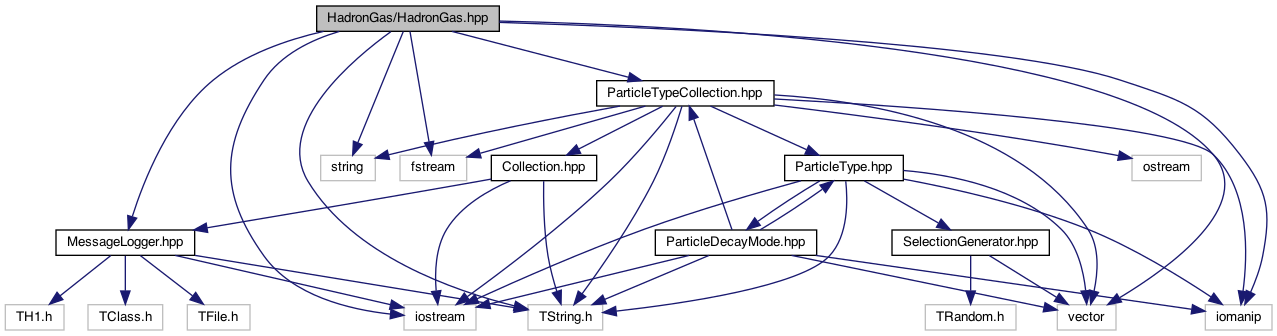 HadronGas/HadronGas.hpp
ParticleTypeCollection.hpp
string
fstream
Collection.hpp
ParticleType.hpp
ostream
MessageLogger.hpp
ParticleDecayMode.hpp
SelectionGenerator.hpp
TH1.h
TClass.h
TFile.h
iostream
TString.h
TRandom.h
vector
iomanip